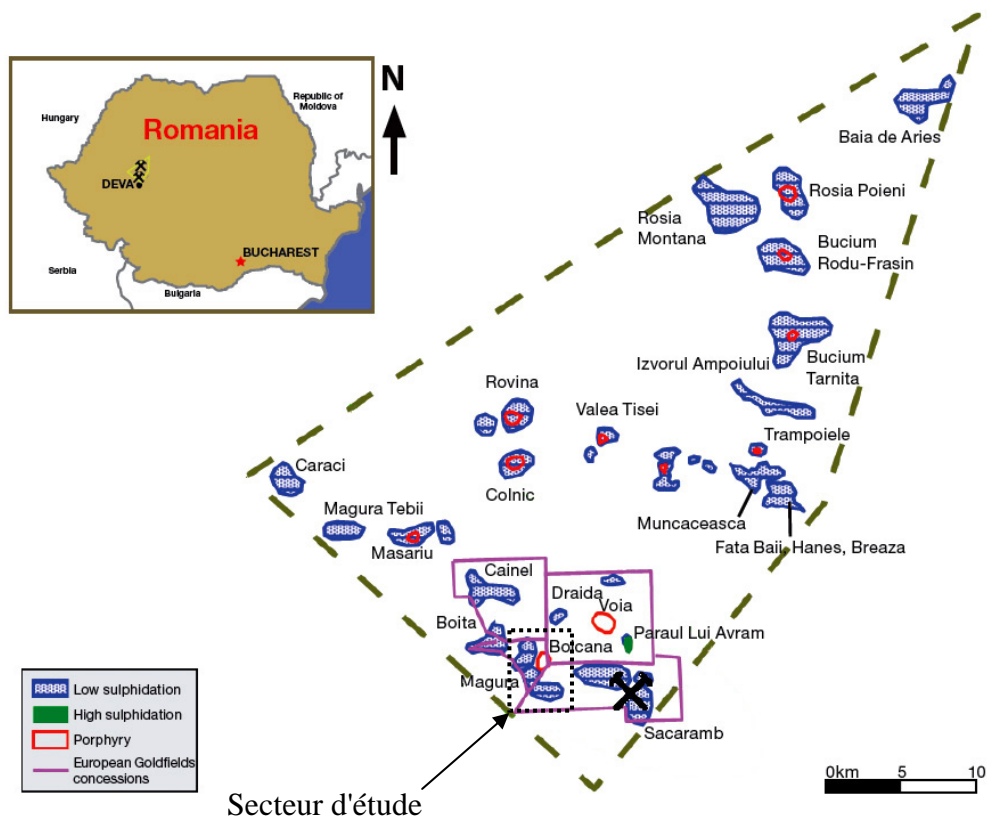 Hungary
Republic of
Moldova
Romania
DEVA
BUCHAREST
Serbia
Bulgaria
N
Baia de Aries
Rosia Poieni
Rosia
Montana
Bucium
Rodu-Frasin
Izvorul Ampoiului
Bucium
Tarnita
Rovina
Valea Tisei
Trampoiele
Caraci
Colnic
Magura Tebii
Muncaceasca
Masariu
Fata Baii, Hanes, Breaza
Cainel
Draida
Voia
Boita
Paraul Lui Avram
Bolcana
Magura
Sacaramb
Low sulphidation
High sulphidation
Porphyry
European Goldfields
concessions
0km 5 10
Secteur d'étude